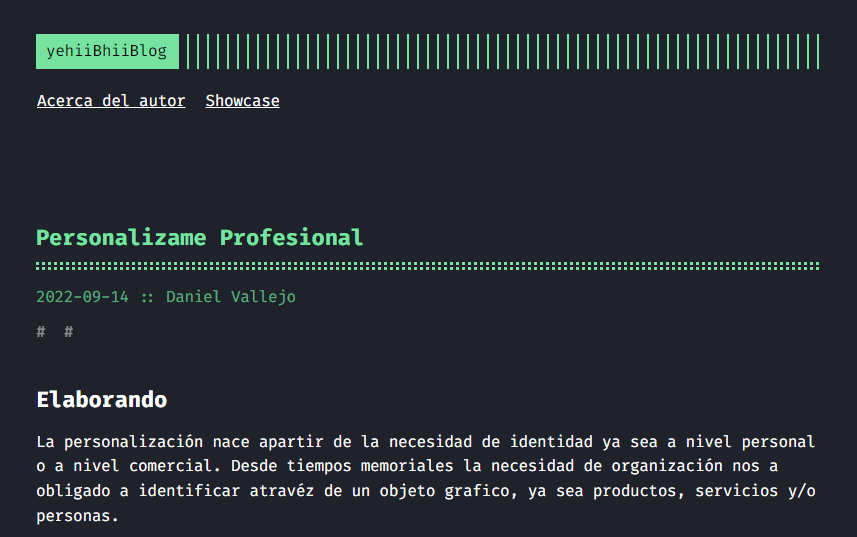 yehiiBhiiBlog
Acerca del autor Showcase
Personalizame Profesional
2022-09-14 :: Daniel Vallejo
# #
Elaborando
La personalización nace apartir de la necesidad de identidad ya sea a nivel personal
o a nivel comercial. Desde tiempos memoriales la necesidad de organización nos a
obligado a identificar atravéz de un objeto grafico, ya sea productos, servicios y/o
personas.